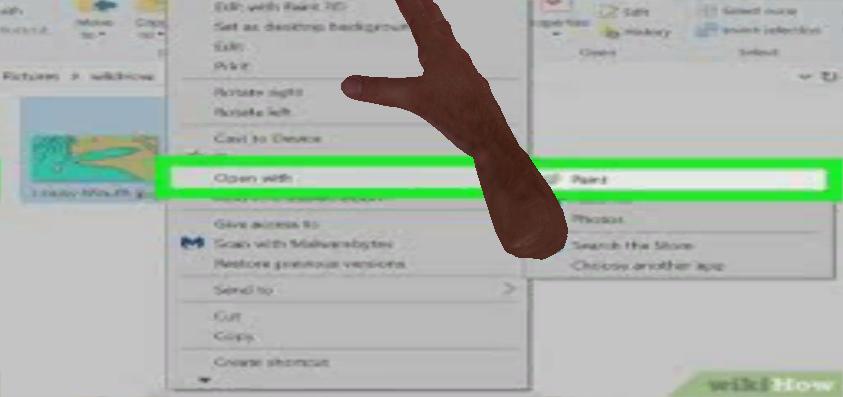 Edit with Paint 3D
Set as desktop background
Edit
Print
Rotate right
Rotate left
Cast to Device
Open with
Give access to
Scan with Malwarebytes
Restore previous versions
Send to
Cut
Copy
Create shortcut
Pictures > wikihow
Move to
Copy to
Edit
History
Open
Select none
Invert selection
Select
Paint
Photos
Search the Store
Choose another app
wikiHow